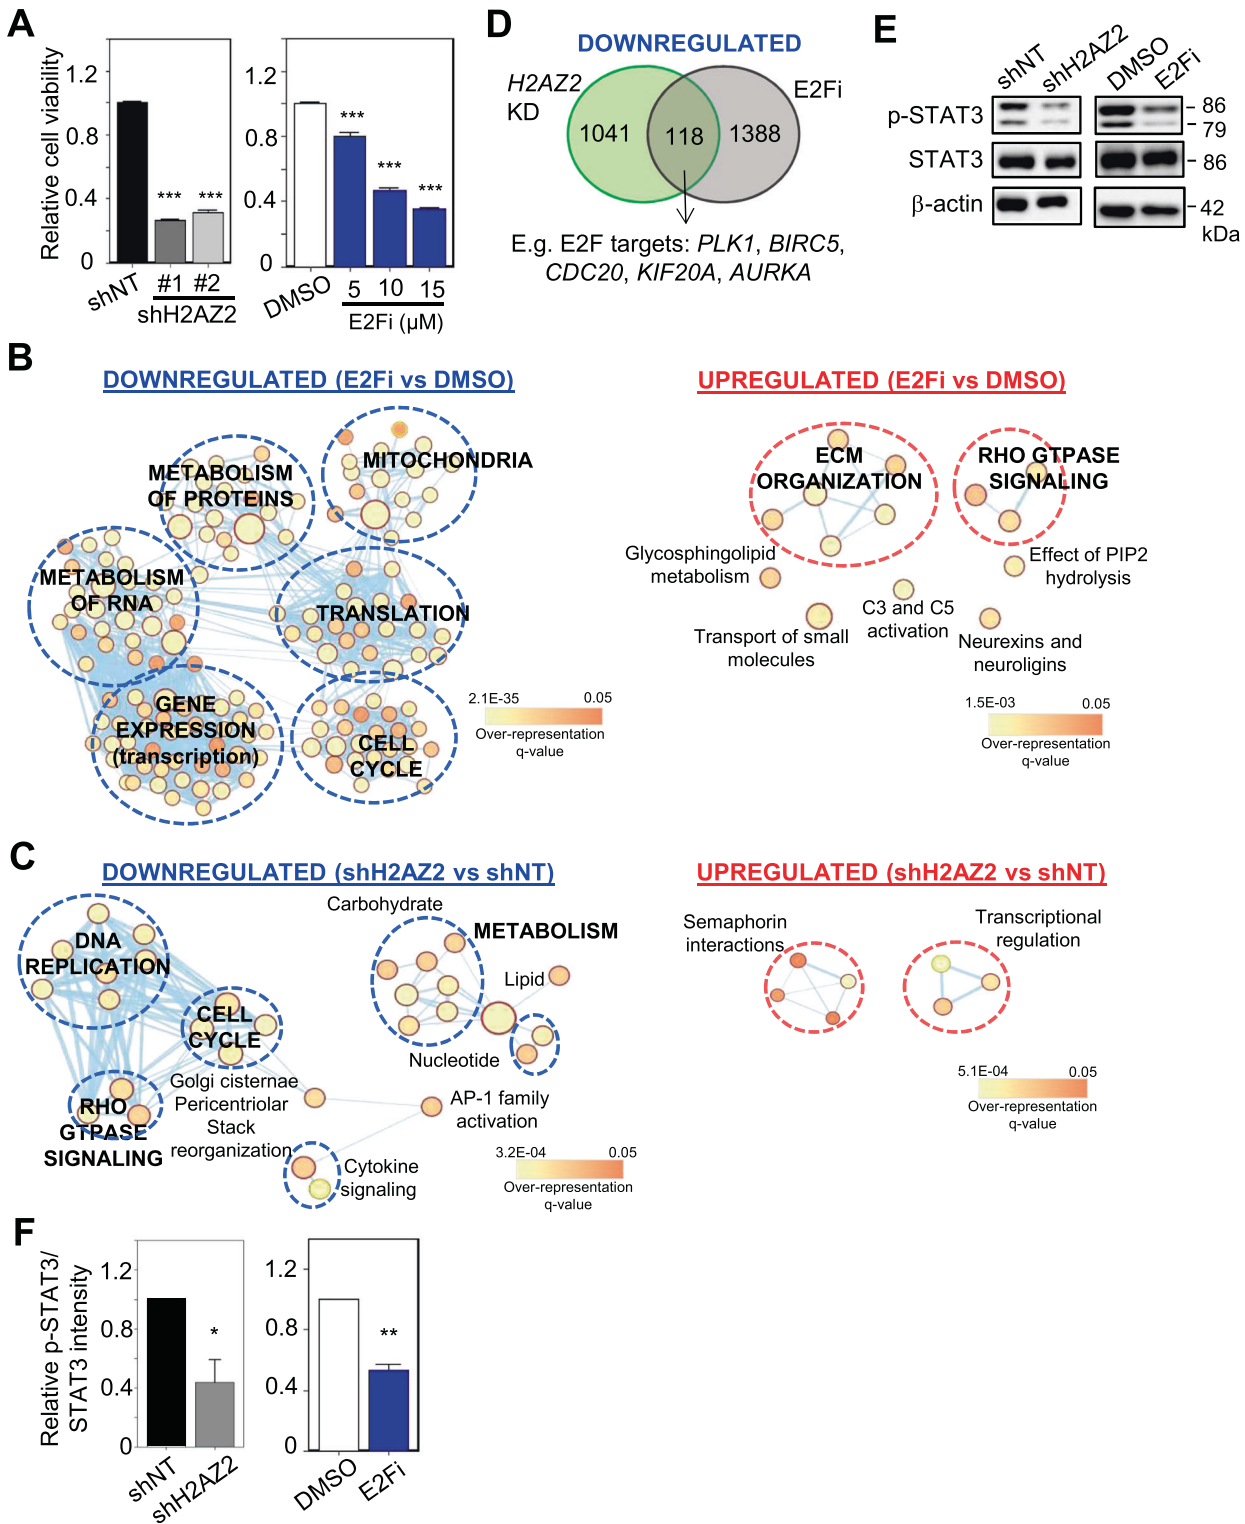 A
Relative cell viability
1.2
0.8
0.4
0
***
***
shNT
#1 #2
shH2AZ2
1.2
0.8
0.4
0
***
***
***
DMSO
5 10 15
E2Fi (µM)
D
DOWNREGULATED
H2AZ2
KD
E2Fi
1041
118
1388
E.g. E2F targets: PLK1, BIRC5,
CDC20, KIF20A, AURKA
E
shNT
shH2AZ2
DMSO
E2Fi
p-STAT3
86
79
STAT3
86
β-actin
42
kDa
B
DOWNREGULATED (E2Fi vs DMSO)
METABOLISM
OF PROTEINS
MITOCHONDRIA
METABOLISM
OF RNA
TRANSLATION
GENE
EXPRESSION
(transcription)
CELL
CYCLE
2.1E-35
0.05
Over-representation
q-value
UPREGULATED (E2Fi vs DMSO)
ECM
ORGANIZATION
RHO GTPASE
SIGNALING
Glycosphingolipid
metabolism
Effect of PIP2
hydrolysis
C3 and C5
activation
Transport of small
molecules
Neurexins and
neuroligins
1.5E-03
0.05
Over-representation
q-value
C
DOWNREGULATED (shH2AZ2 vs shNT)
DNA
REPLICATION
CELL
CYCLE
RHO
GTPASE
SIGNALING
Carbohydrate
METABOLISM
Lipid
Nucleotide
Golgi cisternae
Pericentriolar
Stack
reorganization
AP-1 family
activation
Cytokine
signaling
3.2E-04
0.05
Over-representation
q-value
UPREGULATED (shH2AZ2 vs shNT)
Semaphorin
interactions
Transcriptional
regulation
5.1E-04
0.05
Over-representation
q-value
F
Relative p-STAT3/
STAT3 intensity
1.2
0.8
0.4
0
*
shNT
shH2AZ2
1.2
0.8
0.4
0
**
DMSO
E2Fi